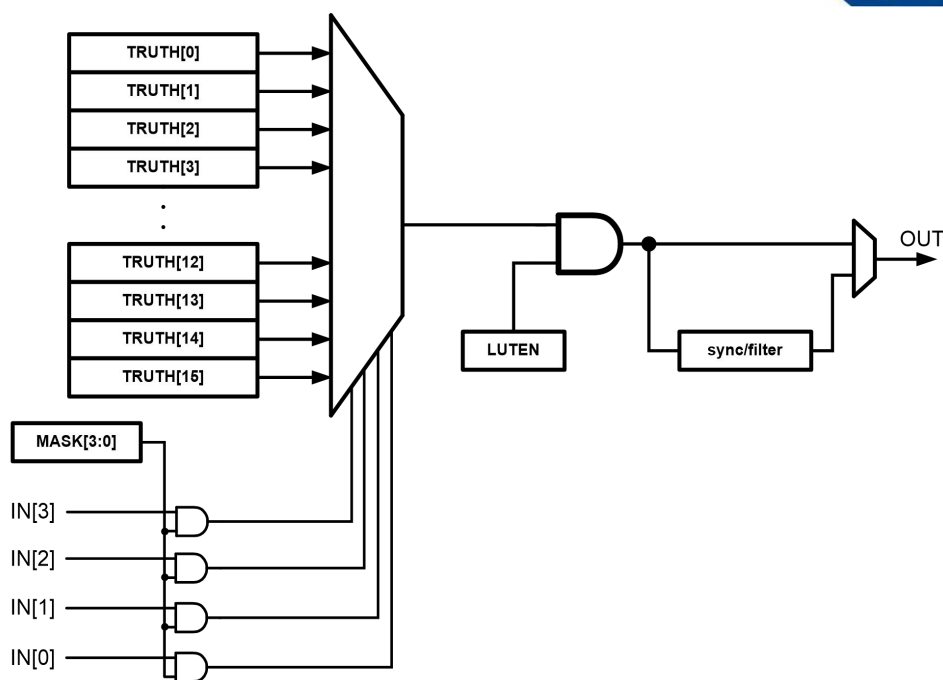 TRUTH[0]
TRUTH[1]
TRUTH[2]
TRUTH[3]
TRUTH[12]
TRUTH[13]
TRUTH[14]
TRUTH[15]
LUTEN
sync/filter
OUT
MASK[3:0]
IN[3]
IN[2]
IN[1]
IN[0]